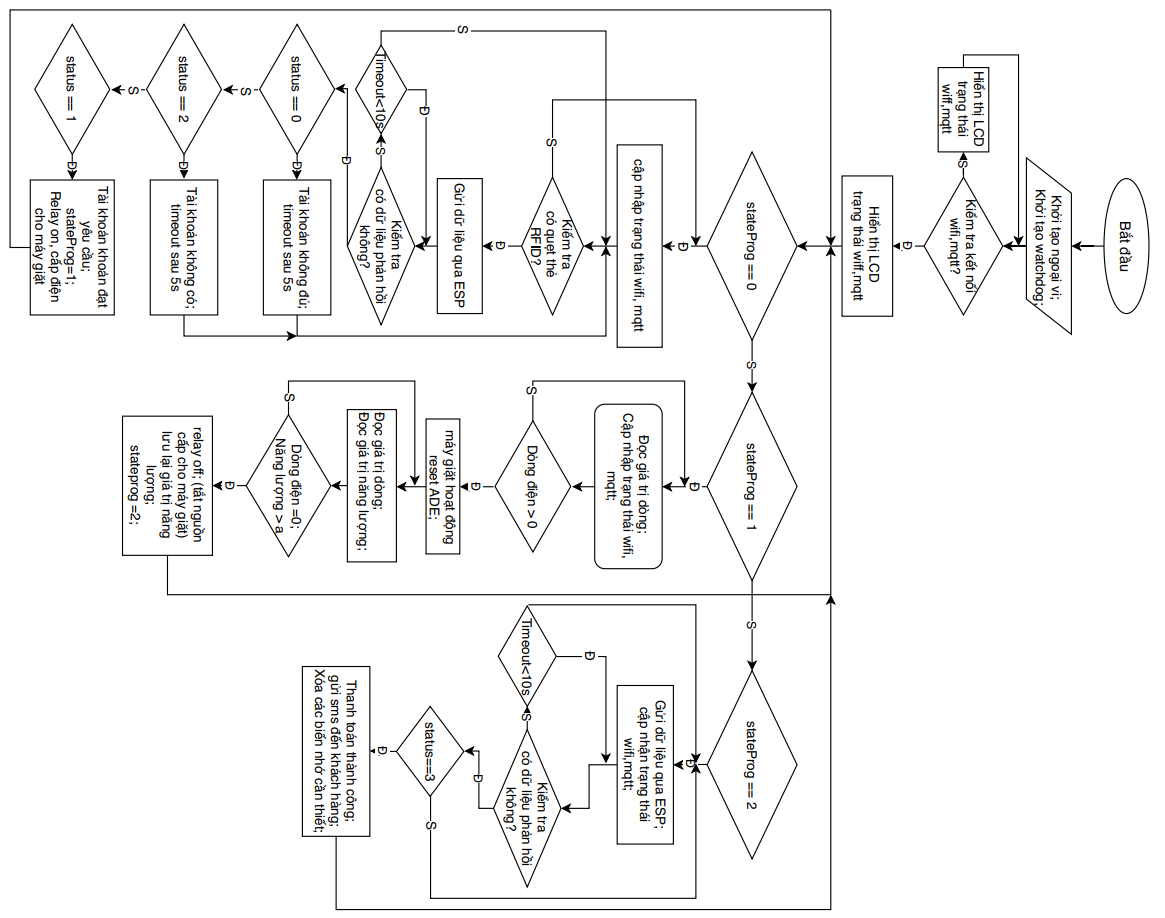 Bắt đầu
Khởi tạo ngoại vi;
Khởi tạo watchdog;
Kiểm tra kết nối
wifi,mqtt?
S
Hiển thị LCD
trạng thái
wiff,mqtt
Đ
Hiển thị LCD
trạng thái wiff,mqtt
stateProg == 0
Đ
cập nhập trạng thái wifi, mqtt
Kiểm tra
có quẹt thẻ
RFID?
S
Đ
Gửi dữ liệu qua ESP
Kiểm tra
có dữ liệu phản hồi
không?
S
Timeout<10s
Đ
S
Đ
status == 0
Đ
Tài khoản không đủ;
timeout sau 5s
S
status == 2
Đ
Tài khoản không có;
timeout sau 5s
S
status == 1
Đ
Tài khoản khoản đạt
yêu cầu;
stateProg=1;
Relay on, cấp điện
cho máy giặt
S
stateProg == 1
Đ
Đọc giá trị dòng;
Cập nhập trạng thái wifi,
mqtt;
Dòng điện > 0
S
Đ
máy giặt hoạt động
reset ADE;
Đọc giá trị dòng;
Đọc giá trị năng lượng;
Dòng điện =0;
Năng lượng > a
S
Đ
relay off; (tắt nguồn
cấp cho máy giặt)
lưu lại giá trị năng
lượng;
stateprog =2;
S
stateProg == 2
Đ
Gửi dữ liệu qua ESP;
cập nhận trạng thái
wifi,mqtt;
Kiểm tra
có dữ liệu phản hồi
không?
S
Timeout<10s
Đ
Đ
status==3
S
Đ
Thanh toán thành công;
gửi sms đến khách hàng;
Xóa các biến nhớ cần thiết;